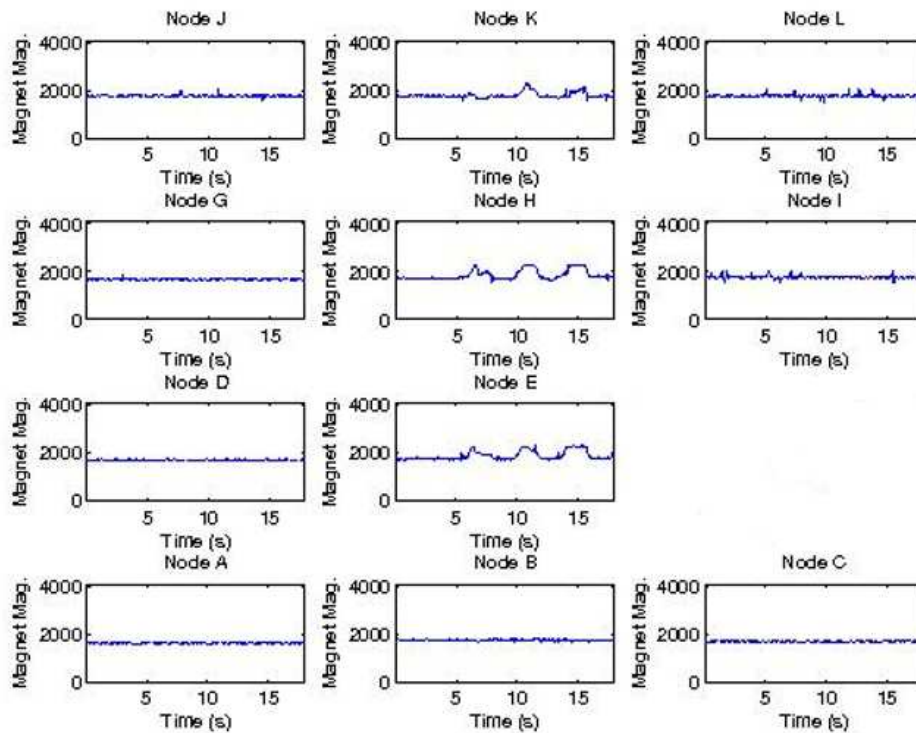 Node J Node K Node L
Magnet Mag. 4000 2000 0 Magnet Mag. 4000 2000 0 Magnet Mag. 4000 2000 0
5 10 15 5 10 15 5 10 15
Time (s) Time (s) Time (s)
Node G Node H Node I
Magnet Mag. 4000 2000 0 Magnet Mag. 4000 2000 0 Magnet Mag. 4000 2000 0
5 10 15 5 10 15 5 10 15
Time (s) Time (s) Time (s)
Node D Node E
Magnet Mag. 4000 2000 0 Magnet Mag. 4000 2000 0
5 10 15 5 10 15
Time (s) Time (s)
Node A Node B Node C
Magnet Mag. 4000 2000 0 Magnet Mag. 4000 2000 0 Magnet Mag. 4000 2000 0
5 10 15 5 10 15 5 10 15
Time (s) Time (s) Time (s)